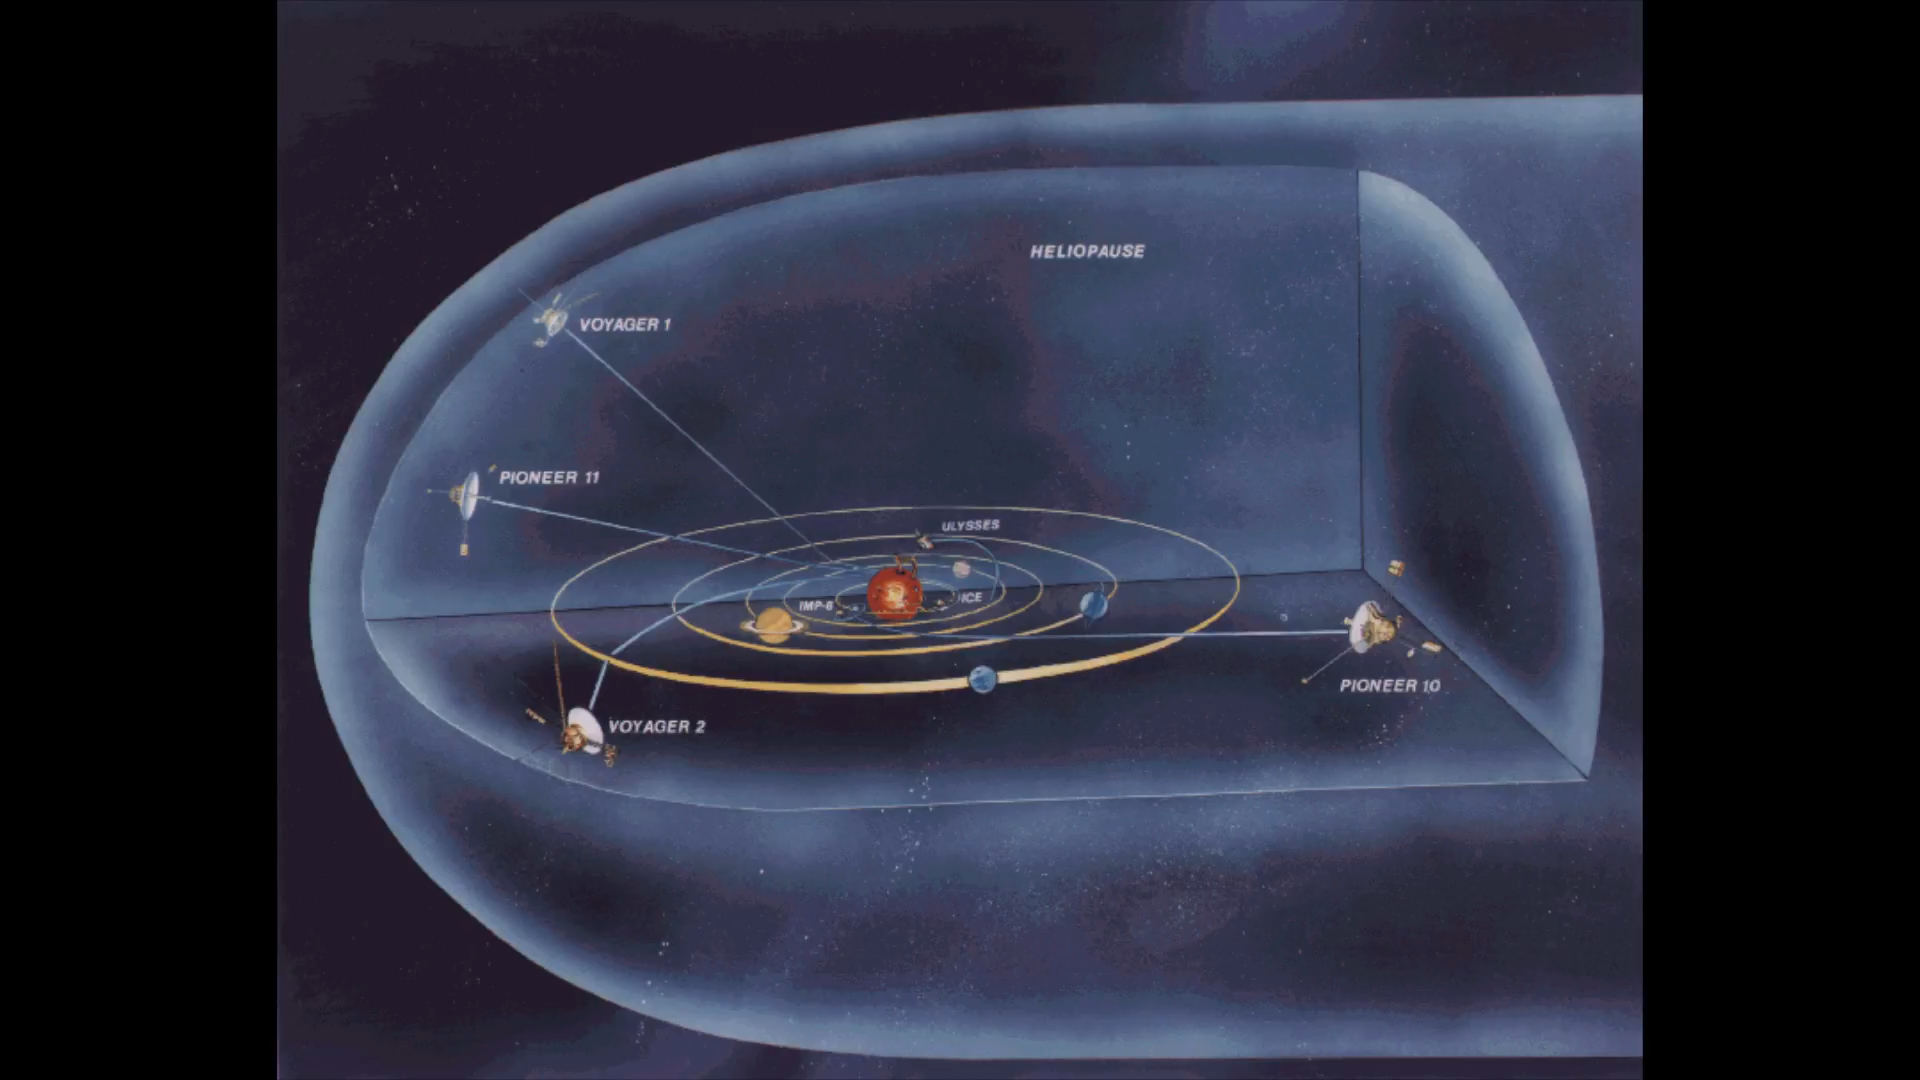 HELIOPAUSE
VOYAGER 1
PIONEER 11
ULYSSES
ICE
IMP-8
PIONEER 10
VOYAGER 2